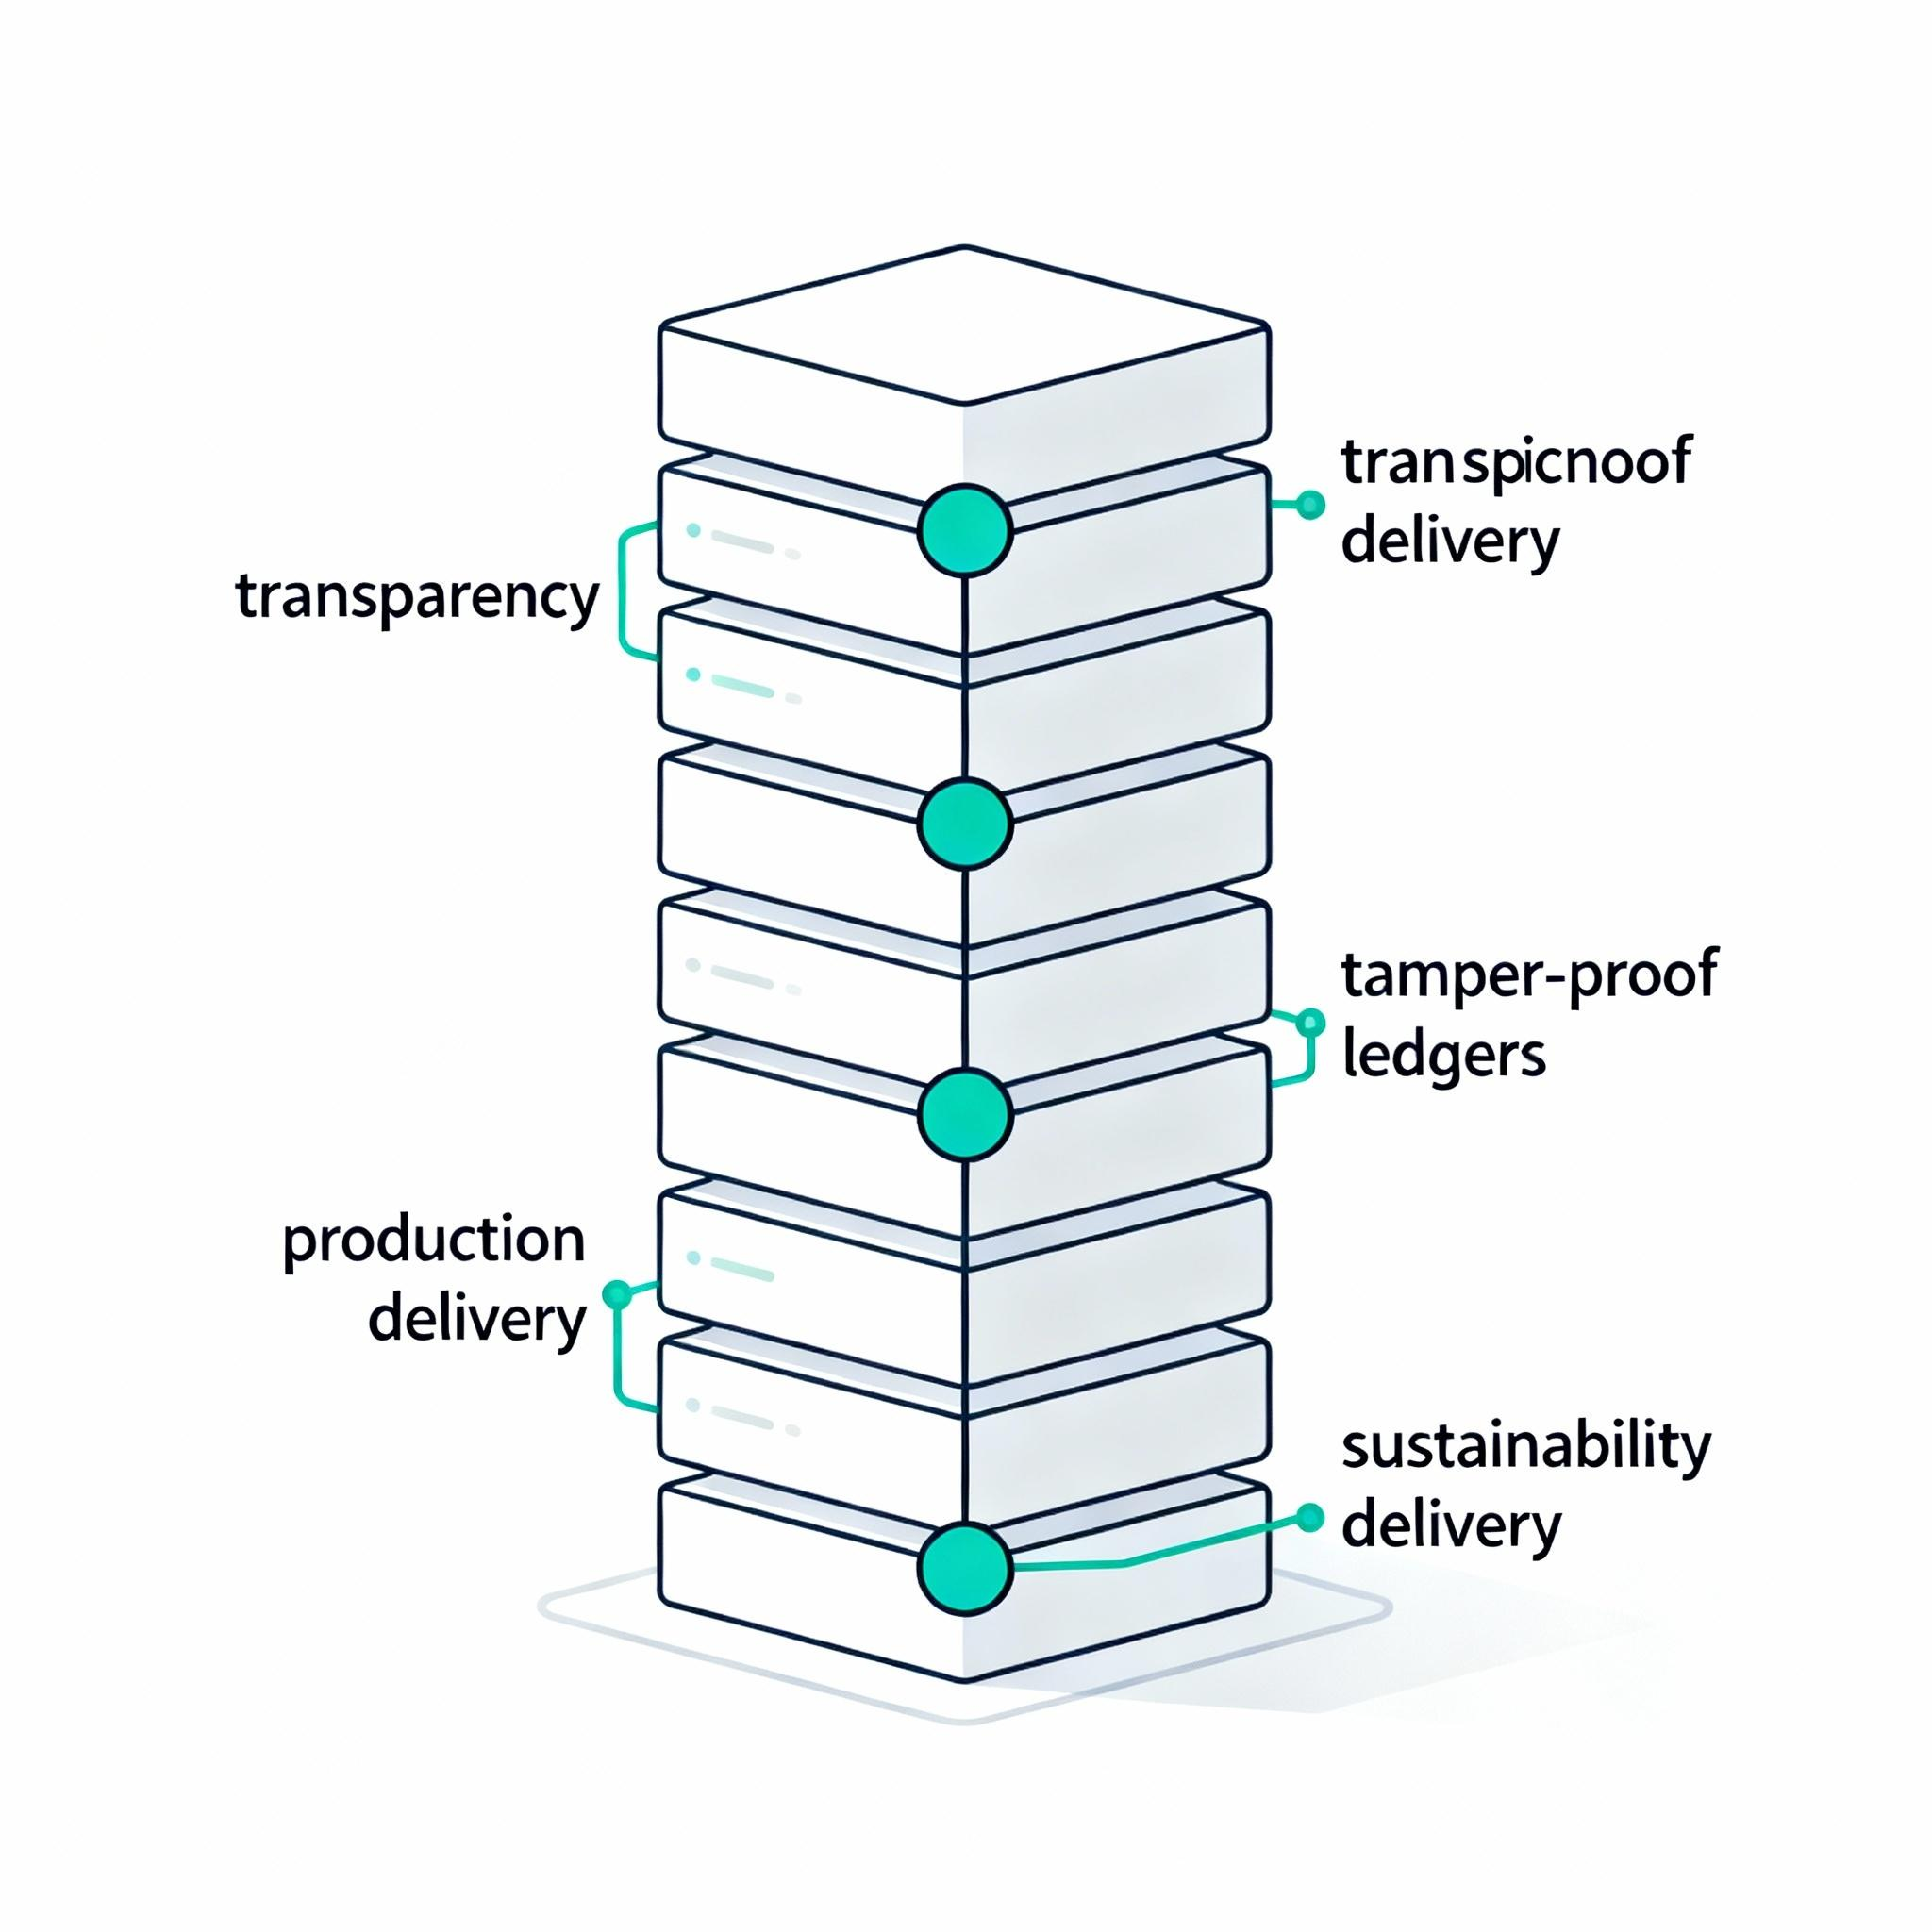 transpicnoof
delivery
transparency
tamper-proof
ledgers
production
delivery
sustainability
delivery